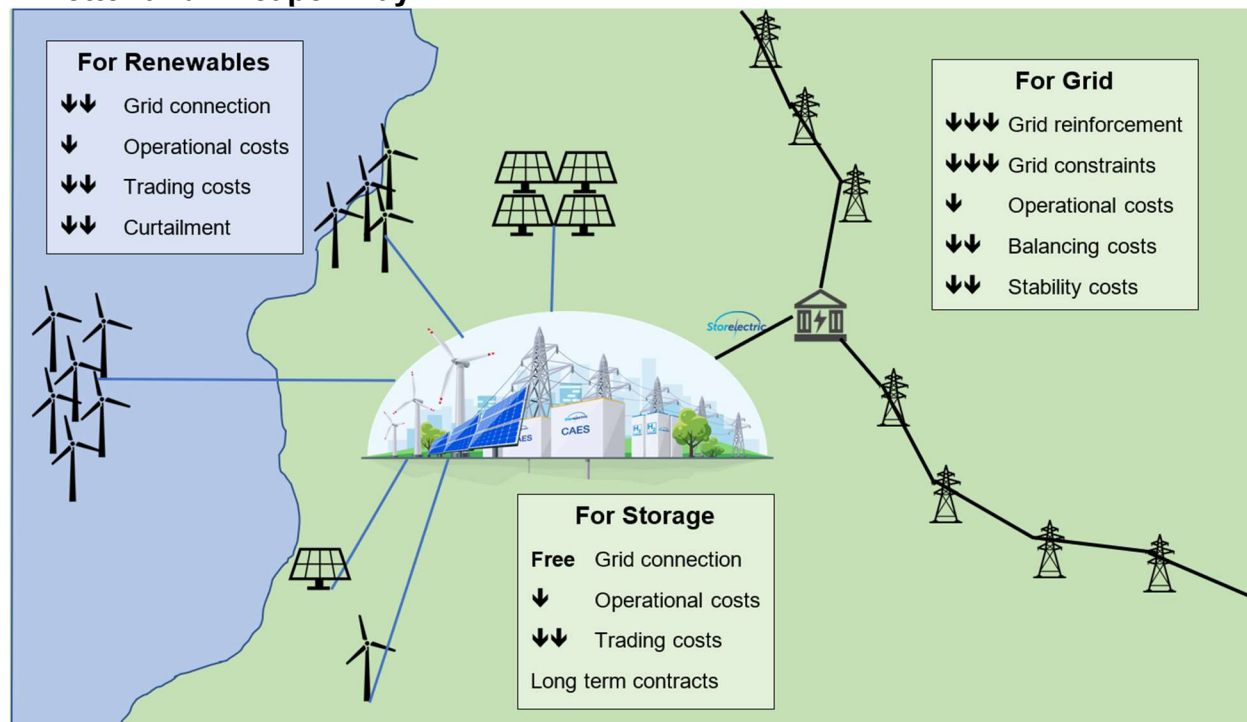 For Renewables
↓↓ Grid connection
↓ Operational costs
↓↓ Trading costs
↓↓ Curtailment
For Grid
↓↓↓ Grid reinforcement
↓↓↓ Grid constraints
↓ Operational costs
↓↓ Balancing costs
↓↓ Stability costs
Storelectric
CAES
H₂
For Storage
Free Grid connection
↓ Operational costs
↓↓ Trading costs
Long term contracts